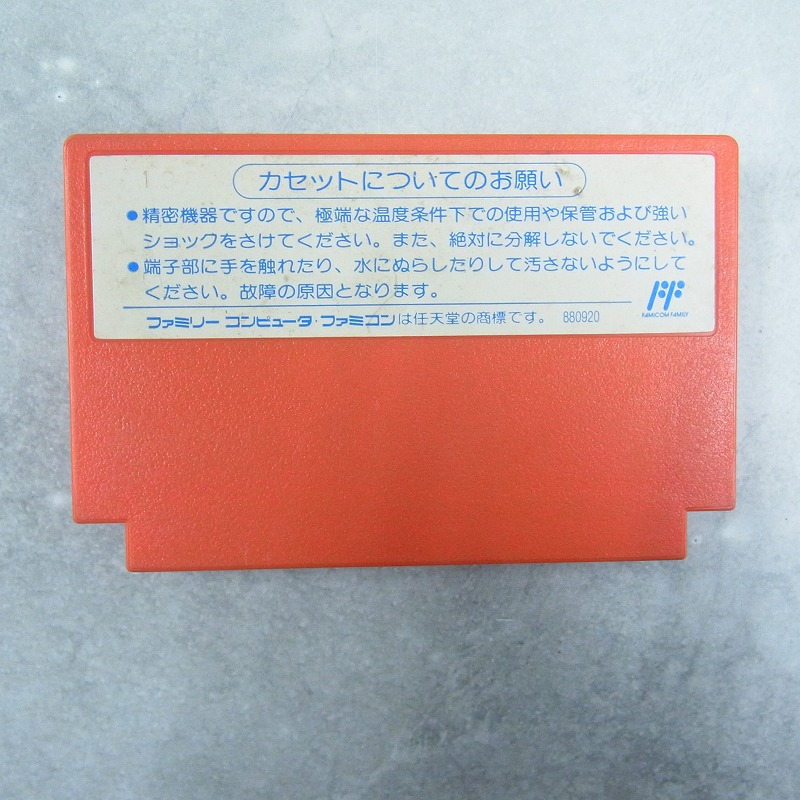 1
カセットについてのお願い
●精密機器ですので、極端な温度条件下での使用や保管および強い
ショックをさけてください。また、絶対に分解しないでください。
●端子部に手を触れたり、水にぬらしたりして汚さないようにして
ください。故障の原因となります。
ファミリー コンピュータ・ファミコンは任天堂の商標です。 880920
FF
FAMICOM FAMILY